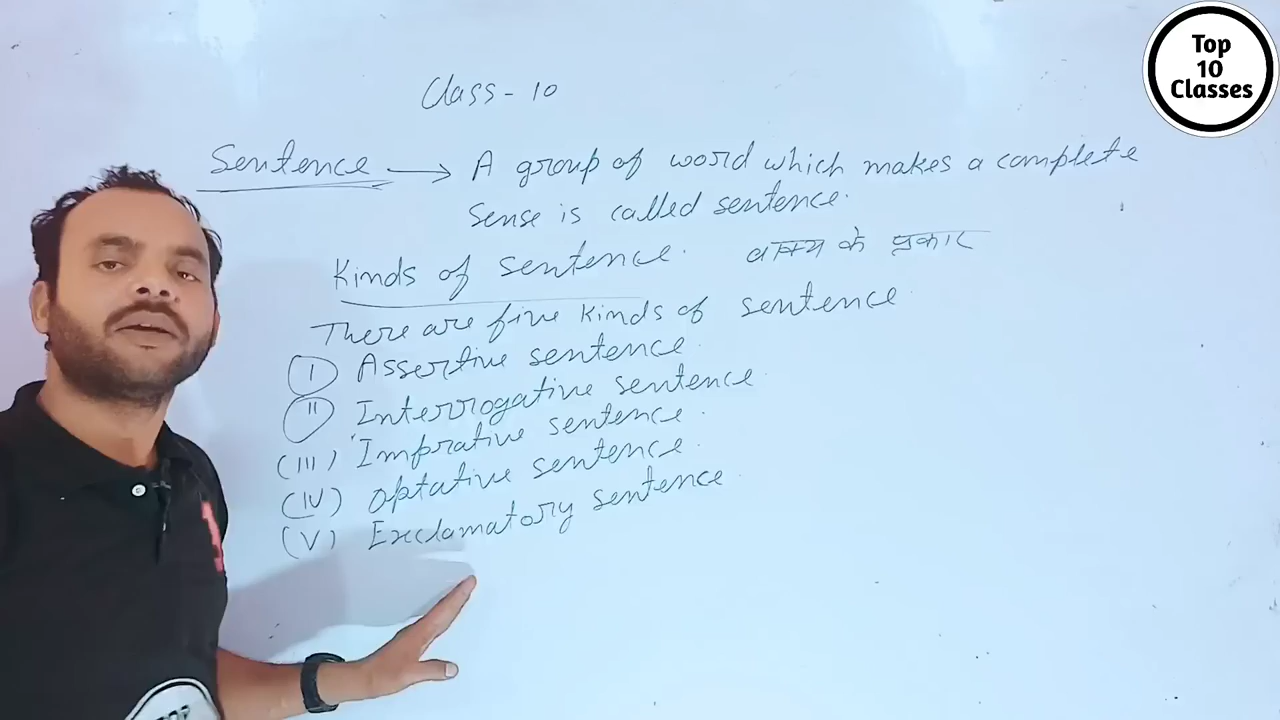 Top
10
Classes
Class - 10
Sentence → A group of word which makes a complete
sense is called sentence.
Kinds of sentence. वाक्य के प्रकार
There are five kinds of sentence.
(I) Assertive sentence.
(II) Interrogative sentence.
(III) Imprative sentence.
(IV) Optative sentence.
(V) Exclamatory sentence.